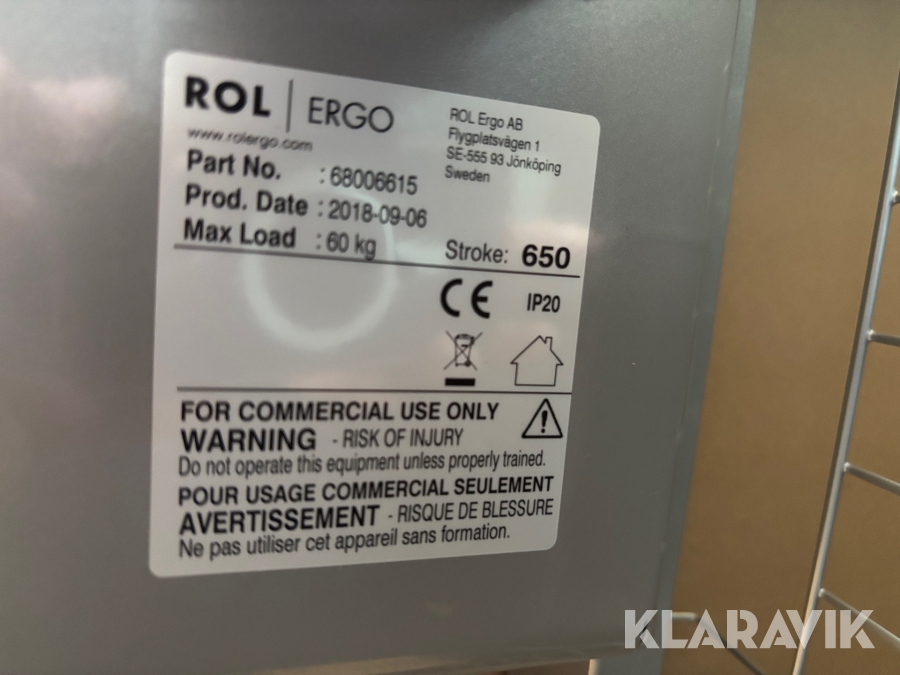 ROL | ERGO
www.rolergo.com
ROL Ergo AB
Flygplatsvägen 1
SE-555 93 Jönköping
Sweden
Part No. : 68006615
Prod. Date : 2018-09-06
Max Load : 60 kg
Stroke: 650
CE IP20
FOR COMMERCIAL USE ONLY
WARNING - RISK OF INJURY
Do not operate this equipment unless properly trained.
POUR USAGE COMMERCIAL SEULEMENT
AVERTISSEMENT - RISQUE DE BLESSURE
Ne pas utiliser cet appareil sans formation.
KLARAVIK